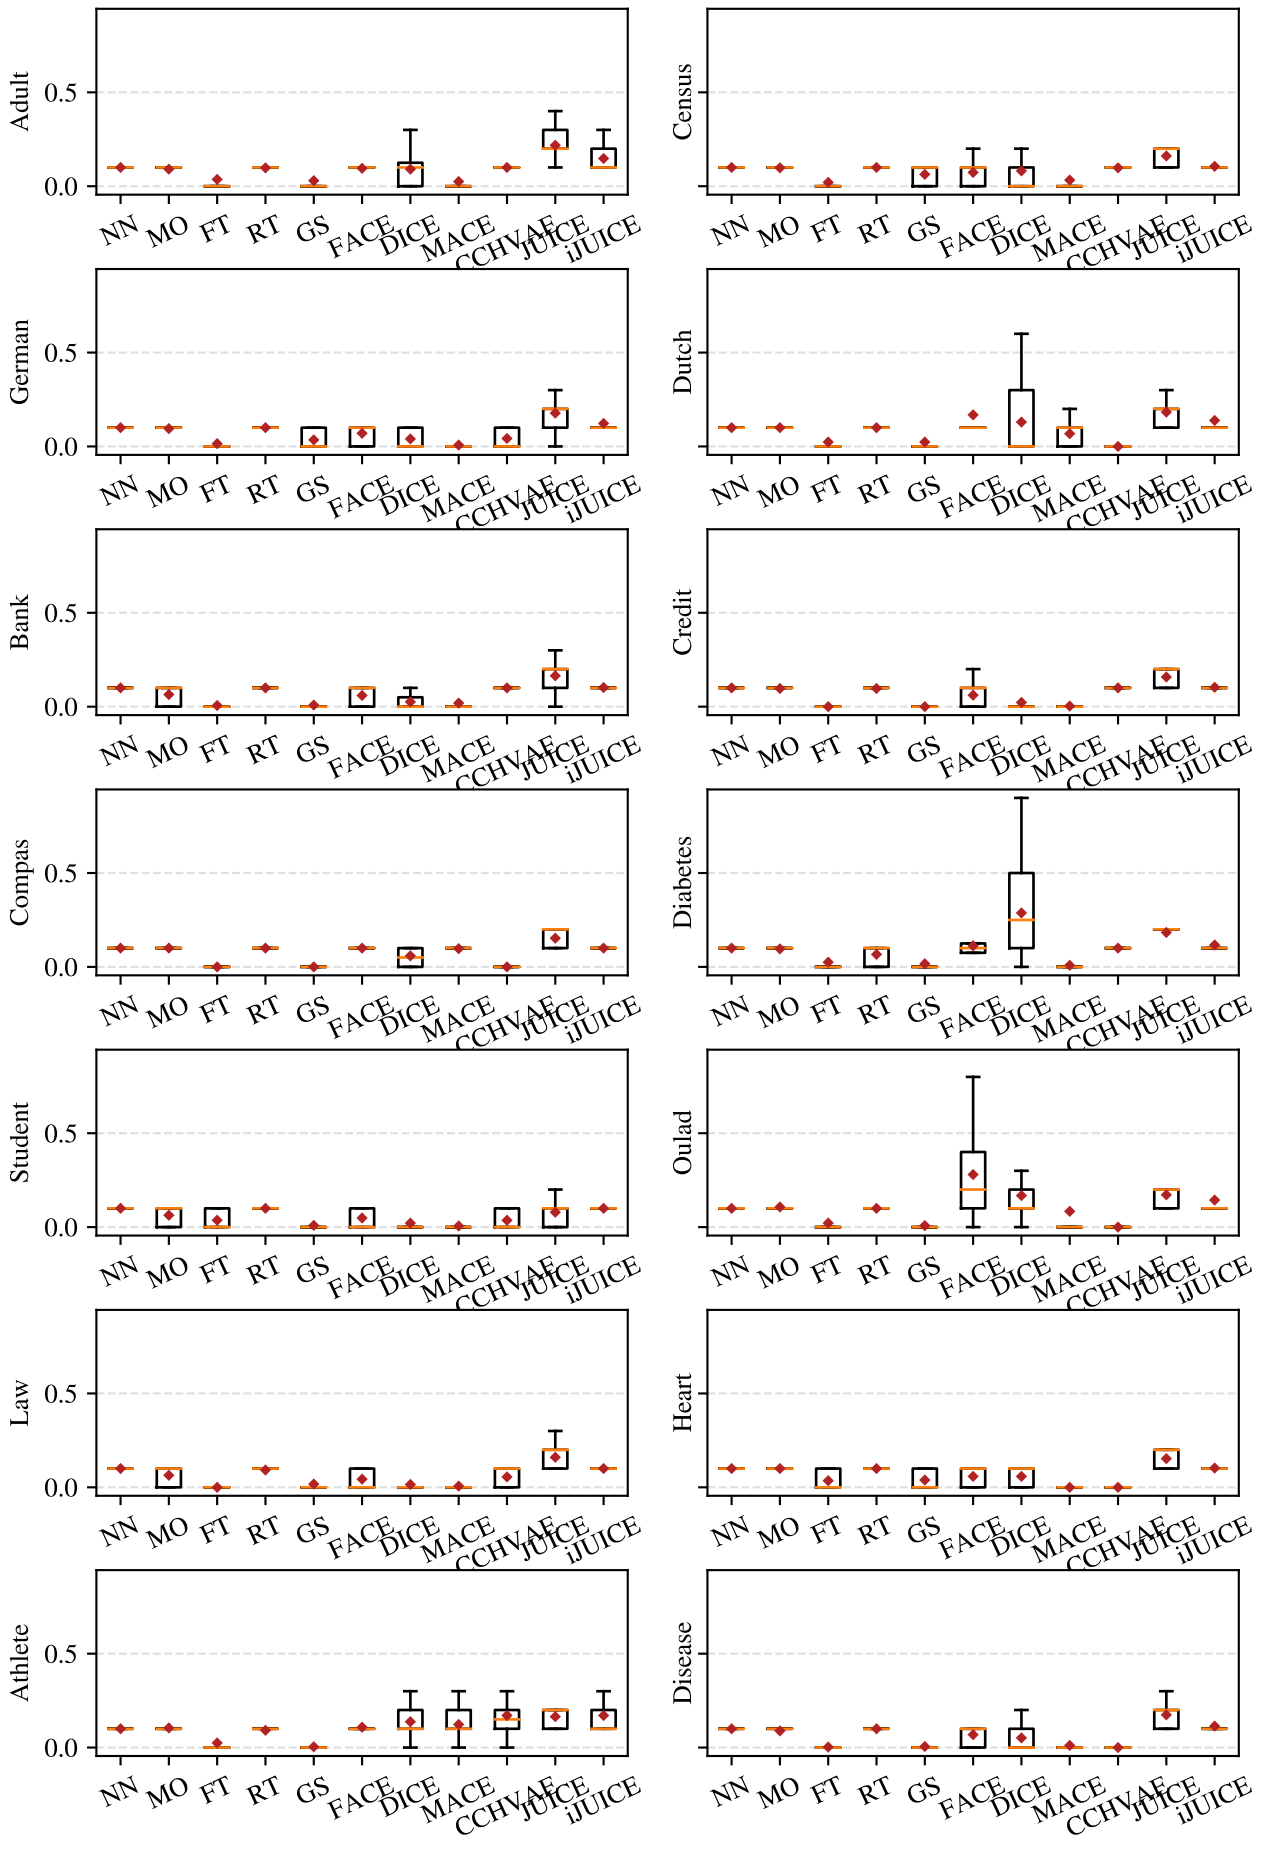 Adult
0.5
0.0
NN MO FT RT GS FACE DICE MACE CCHVAE JUICE iJUICE
Census
NN MO FT RT GS FACE DICE MACE CCHVAE JUICE iJUICE
German
0.5
0.0
NN MO FT RT GS FACE DICE MACE CCHVAE JUICE iJUICE
Dutch
NN MO FT RT GS FACE DICE MACE CCHVAE JUICE iJUICE
Bank
0.5
0.0
NN MO FT RT GS FACE DICE MACE CCHVAE JUICE iJUICE
Credit
NN MO FT RT GS FACE DICE MACE CCHVAE JUICE iJUICE
Compas
0.5
0.0
NN MO FT RT GS FACE DICE MACE CCHVAE JUICE iJUICE
Diabetes
NN MO FT RT GS FACE DICE MACE CCHVAE JUICE iJUICE
Student
0.5
0.0
NN MO FT RT GS FACE DICE MACE CCHVAE JUICE iJUICE
Oulad
NN MO FT RT GS FACE DICE MACE CCHVAE JUICE iJUICE
Law
0.5
0.0
NN MO FT RT GS FACE DICE MACE CCHVAE JUICE iJUICE
Heart
NN MO FT RT GS FACE DICE MACE CCHVAE JUICE iJUICE
Athlete
0.5
0.0
NN MO FT RT GS FACE DICE MACE CCHVAE JUICE iJUICE
Disease
NN MO FT RT GS FACE DICE MACE CCHVAE JUICE iJUICE